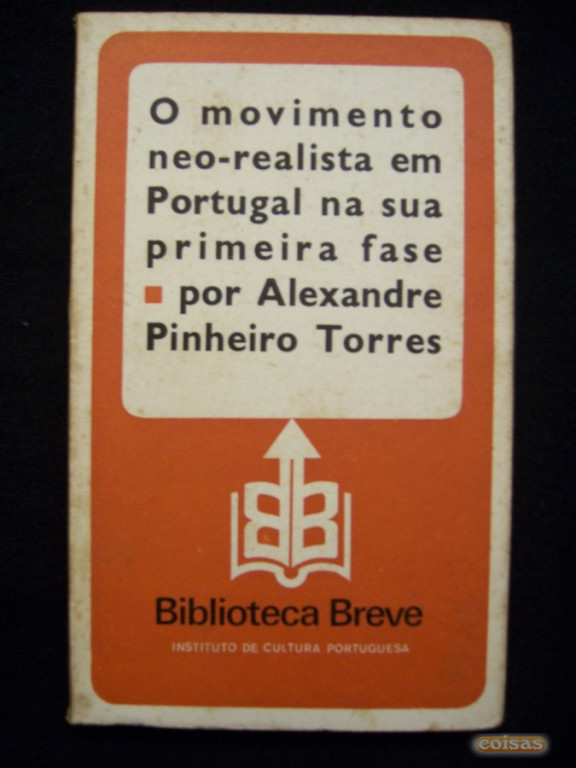 O movimento
neo-realista em
Portugal na sua
primeira fase
■ por Alexandre
Pinheiro Torres
BB
Biblioteca Breve
INSTITUTO DE CULTURA PORTUGUESA
coisas